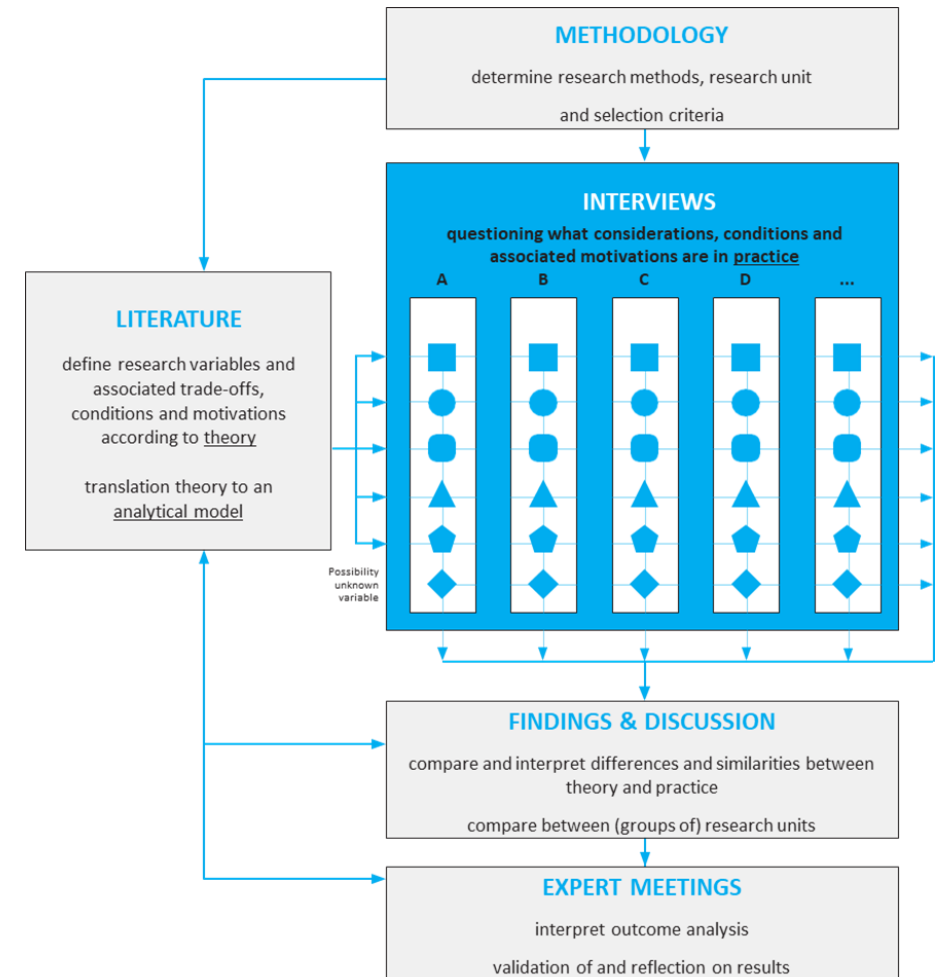 METHODOLOGY
determine research methods, research unit
and selection criteria
INTERVIEWS
questioning what considerations, conditions and
associated motivations are in practice
A B C D ...
LITERATURE
define research variables and
associated trade-offs,
conditions and motivations
according to theory
translation theory to an
analytical model
Possibility
unknown
variable
FINDINGS & DISCUSSION
compare and interpret differences and similarities between
theory and practice
compare between (groups of) research units
EXPERT MEETINGS
interpret outcome analysis
validation of and reflection on results